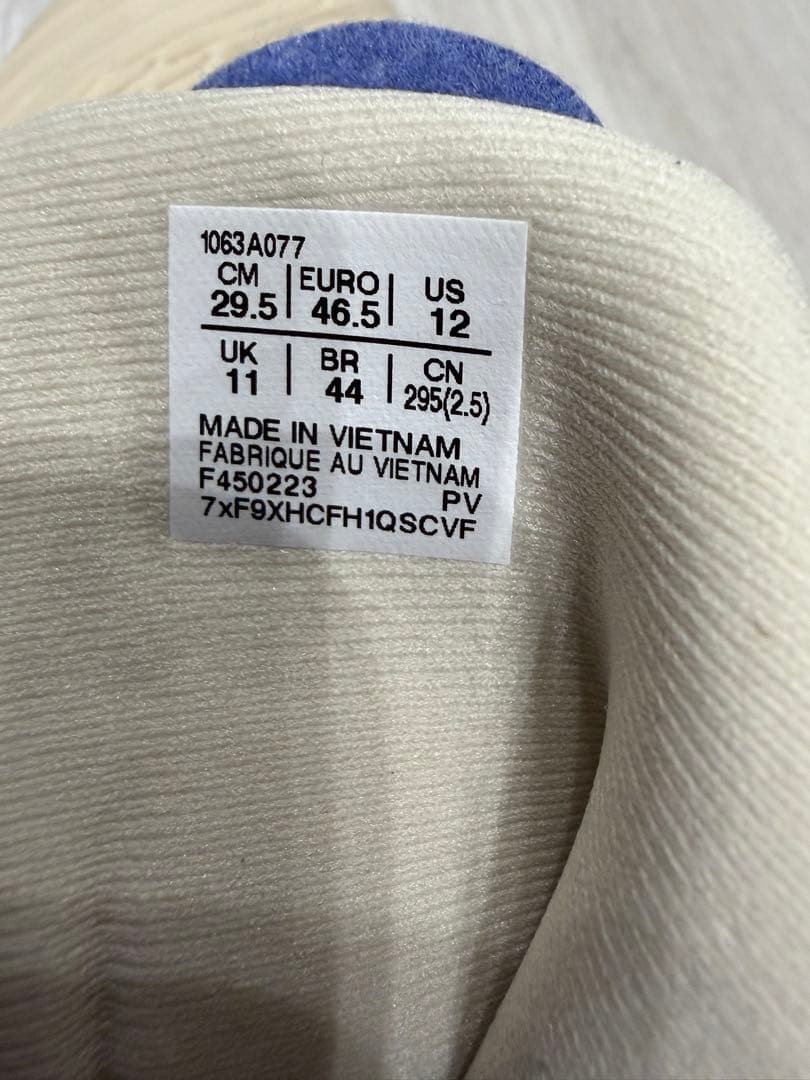 1063A077
CM | EURO | US
29.5 | 46.5 | 12
UK | BR | CN
11 | 44 | 295(2.5)
MADE IN VIETNAM
FABRIQUE AU VIETNAM
F450223 PV
7xF9XHCFH1QSCVF